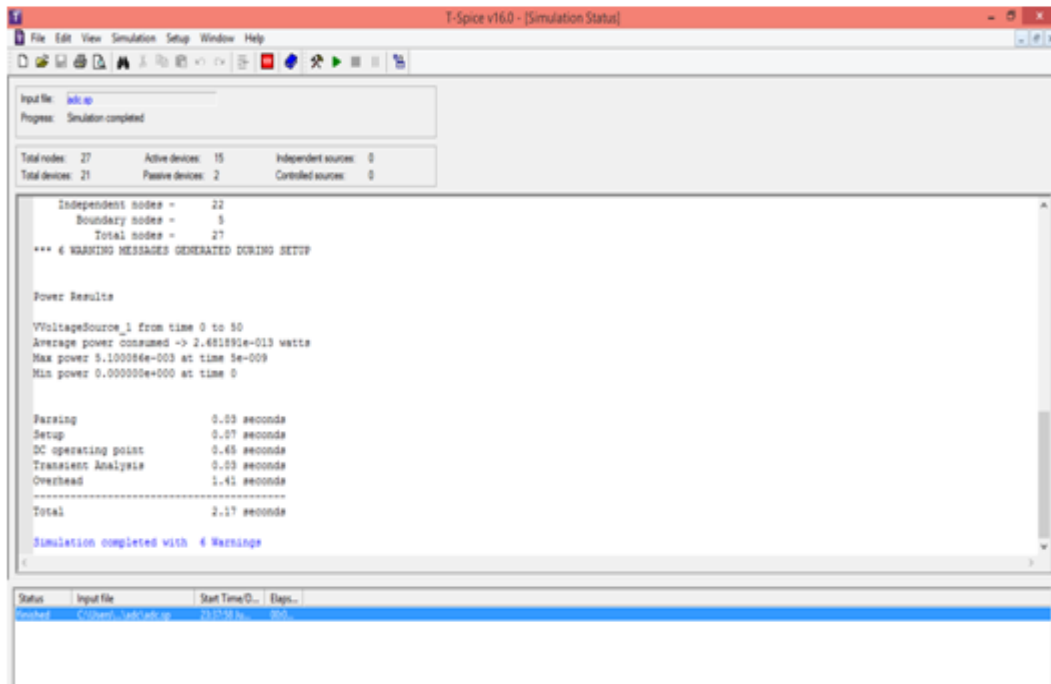 T-Spice v16.0 - [Simulation Status]
File Edit View Simulation Setup Window Help
Input file: adc.sp
Progress: Simulation completed
Total nodes: 27 Active devices: 15 Independent sources: 0
Total devices: 21 Passive devices: 2 Controlled sources: 0
Independent nodes - 22
Boundary nodes - 5
Total nodes - 27
*** 6 WARNING MESSAGES GENERATED DURING SETUP
Power Results
VVoltageSource_1 from time 0 to 50
Average power consumed -> 2.681891e-013 watts
Max power 5.100086e-003 at time 5e-009
Min power 0.000000e+000 at time 0
Parsing 0.03 seconds
Setup 0.07 seconds
DC operating point 0.65 seconds
Transient Analysis 0.03 seconds
Overhead 1.41 seconds
-----------------------------------------
Total 2.17 seconds
Simulation completed with 6 Warnings
Status Input file Start Time/D... Elaps...
finished C:\Users\...\adc\adc.sp